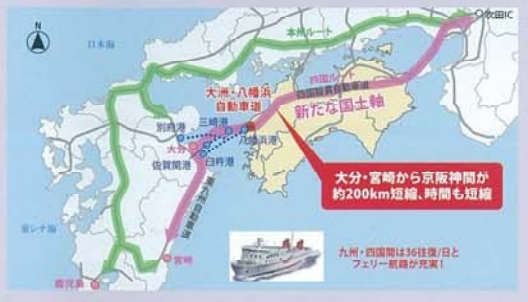 N
吹田IC
日本海
本州ルート
大洲・八幡浜
自動車道
四国ルート
四国縦貫自動車道
新たな国土軸
別府港
三崎港
大分
八幡浜港
佐賀関港
臼杵港
東九州自動車道
大分・宮崎から京阪神間が
約200km短縮、時間も短縮
東シナ海
宮崎
鹿児島
九州・四国間は36往復/日と
フェリー航路が充実!